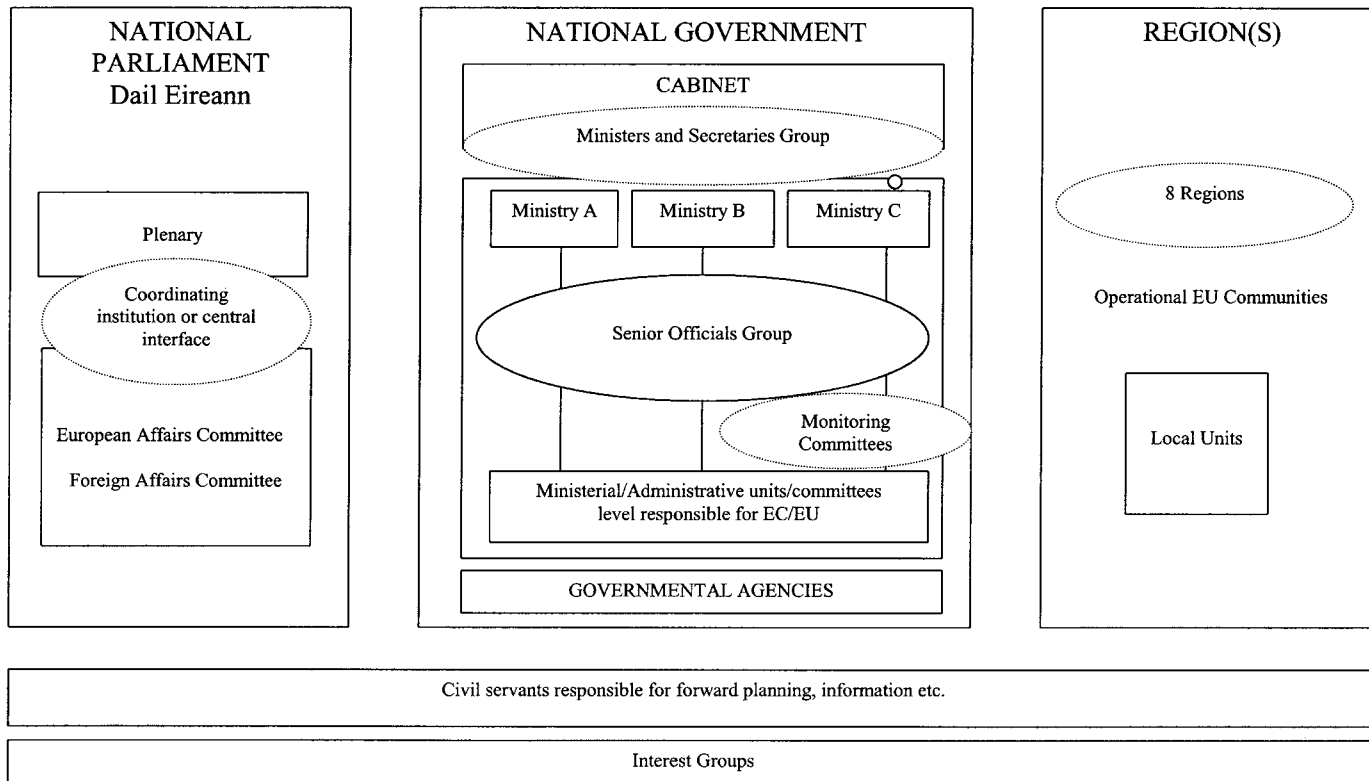 NATIONAL
PARLIAMENT
Dail Eireann
Plenary
Coordinating
institution or central
interface
European Affairs Committee
Foreign Affairs Committee
NATIONAL GOVERNMENT
CABINET
Ministers and Secretaries Group
Ministry A
Ministry B
Ministry C
Senior Officials Group
Monitoring
Committees
Ministerial/Administrative units/committees
level responsible for EC/EU
GOVERNMENTAL AGENCIES
REGION(S)
8 Regions
Operational EU Communities
Local Units
Civil servants responsible for forward planning, information etc.
Interest Groups